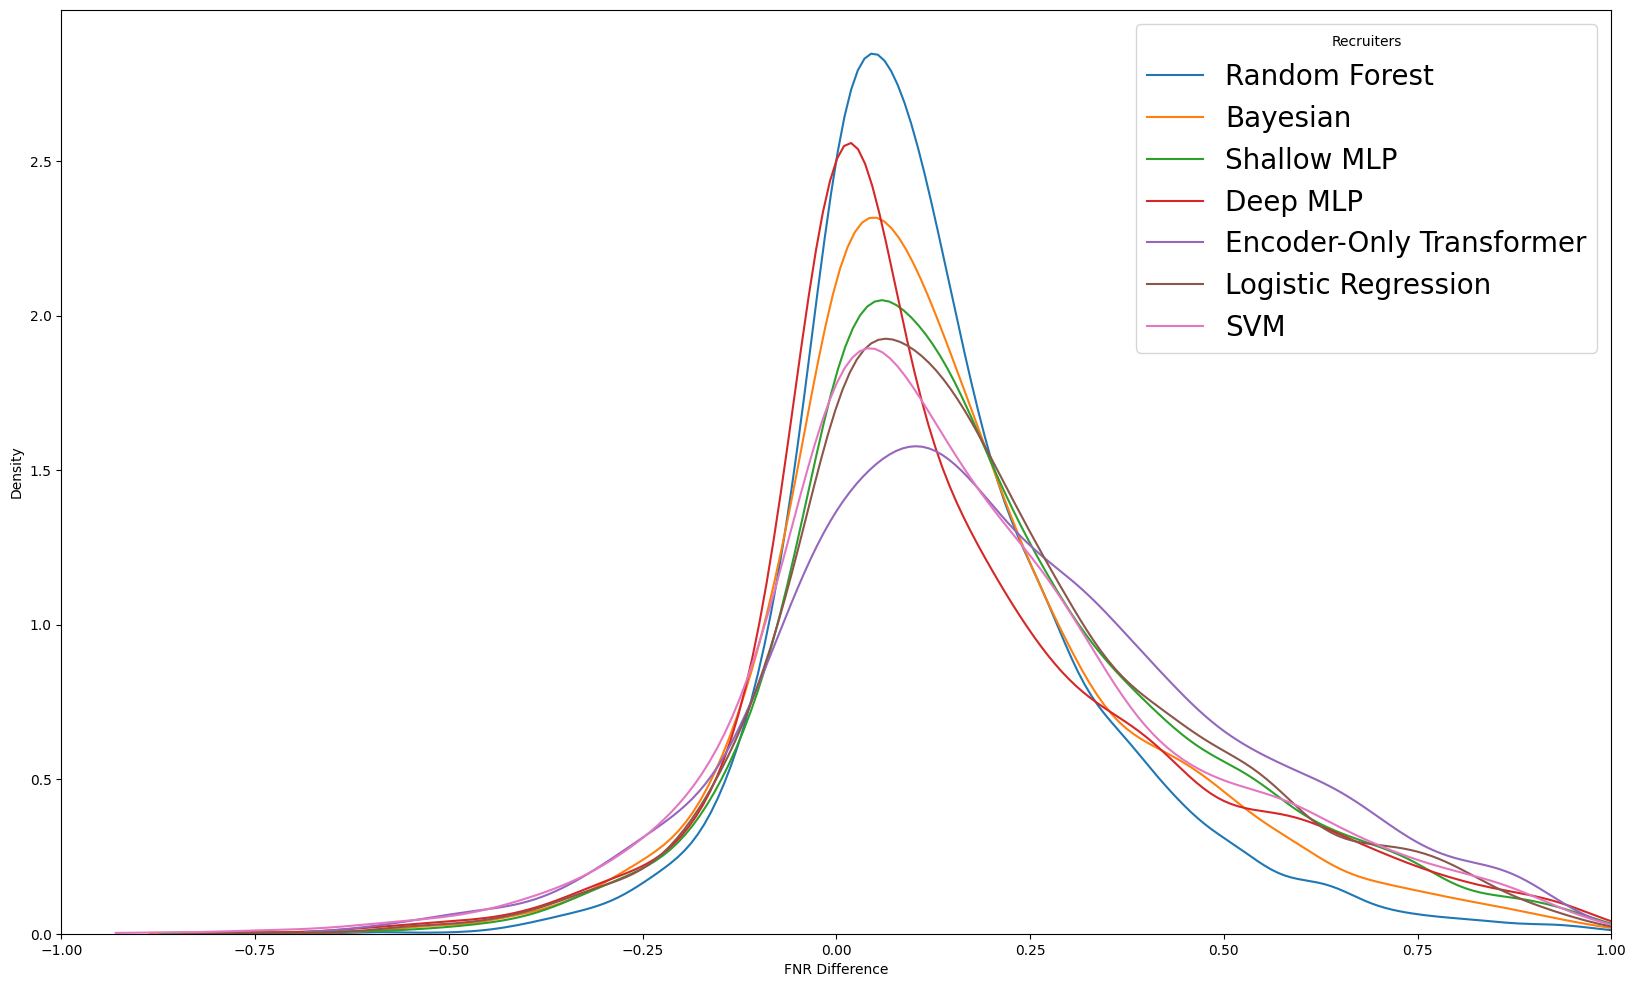 Recruiters
Random Forest
Bayesian
Shallow MLP
Deep MLP
Encoder-Only Transformer
Logistic Regression
SVM
2.5
2.0
1.5
1.0
0.5
0.0
Density
−1.00 −0.75 −0.50 −0.25 0.00 0.25 0.50 0.75 1.00
FNR Difference